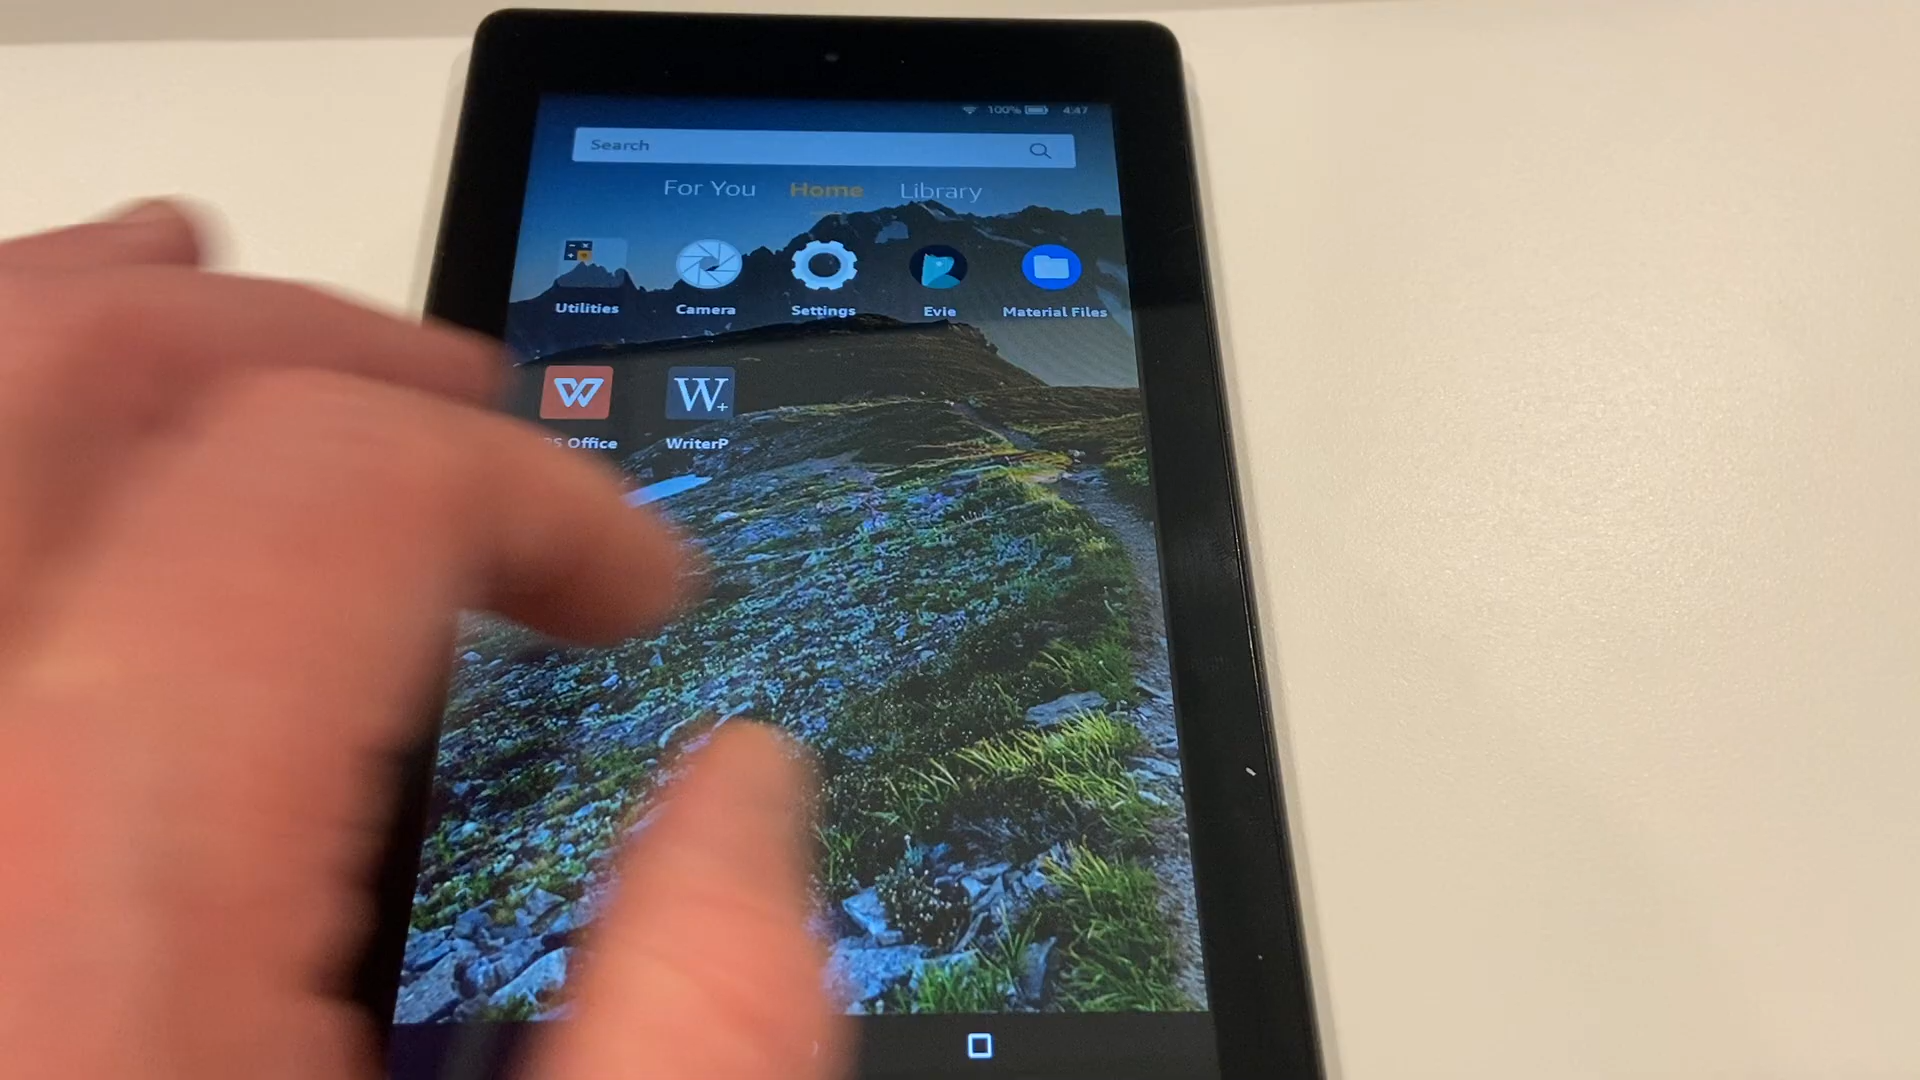 100% 4:47
Search
For You Home Library
Utilities Camera Settings Evie Material Files
W W+
S Office WriterP